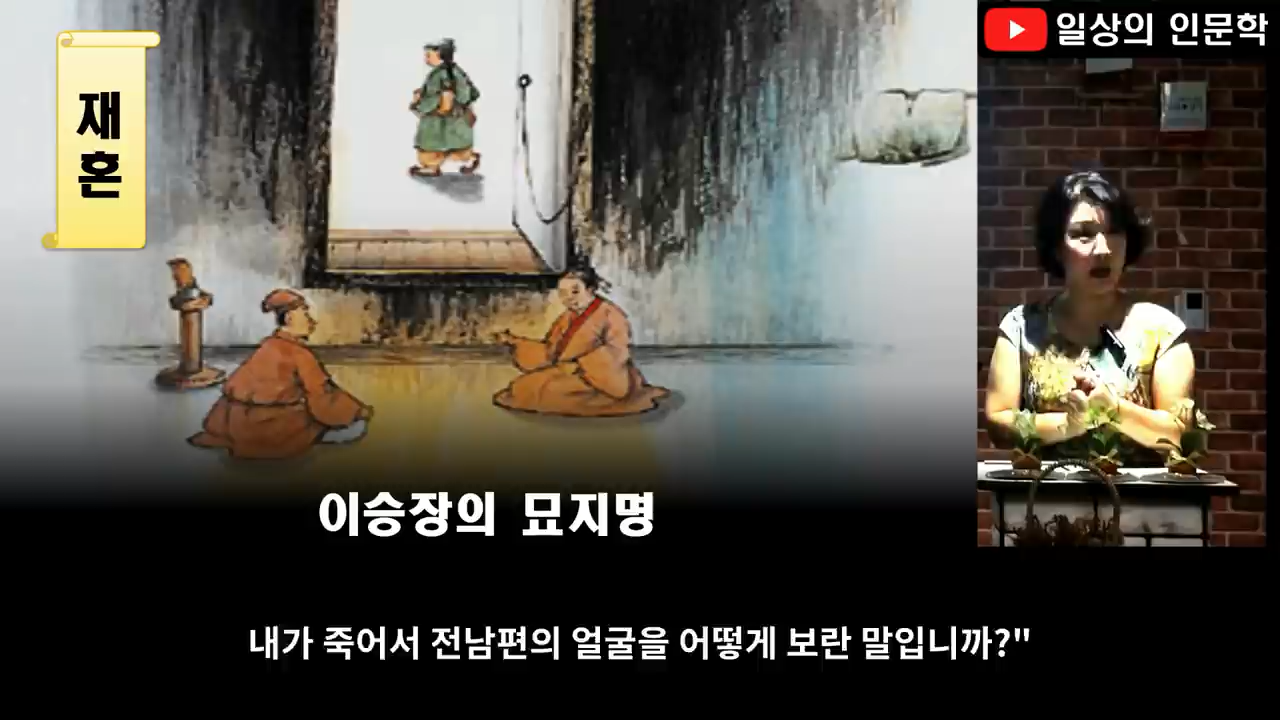 일상의 인문학
재
혼
이승장의 묘지명
내가 죽어서 전남편의 얼굴을 어떻게 보란 말입니까?"